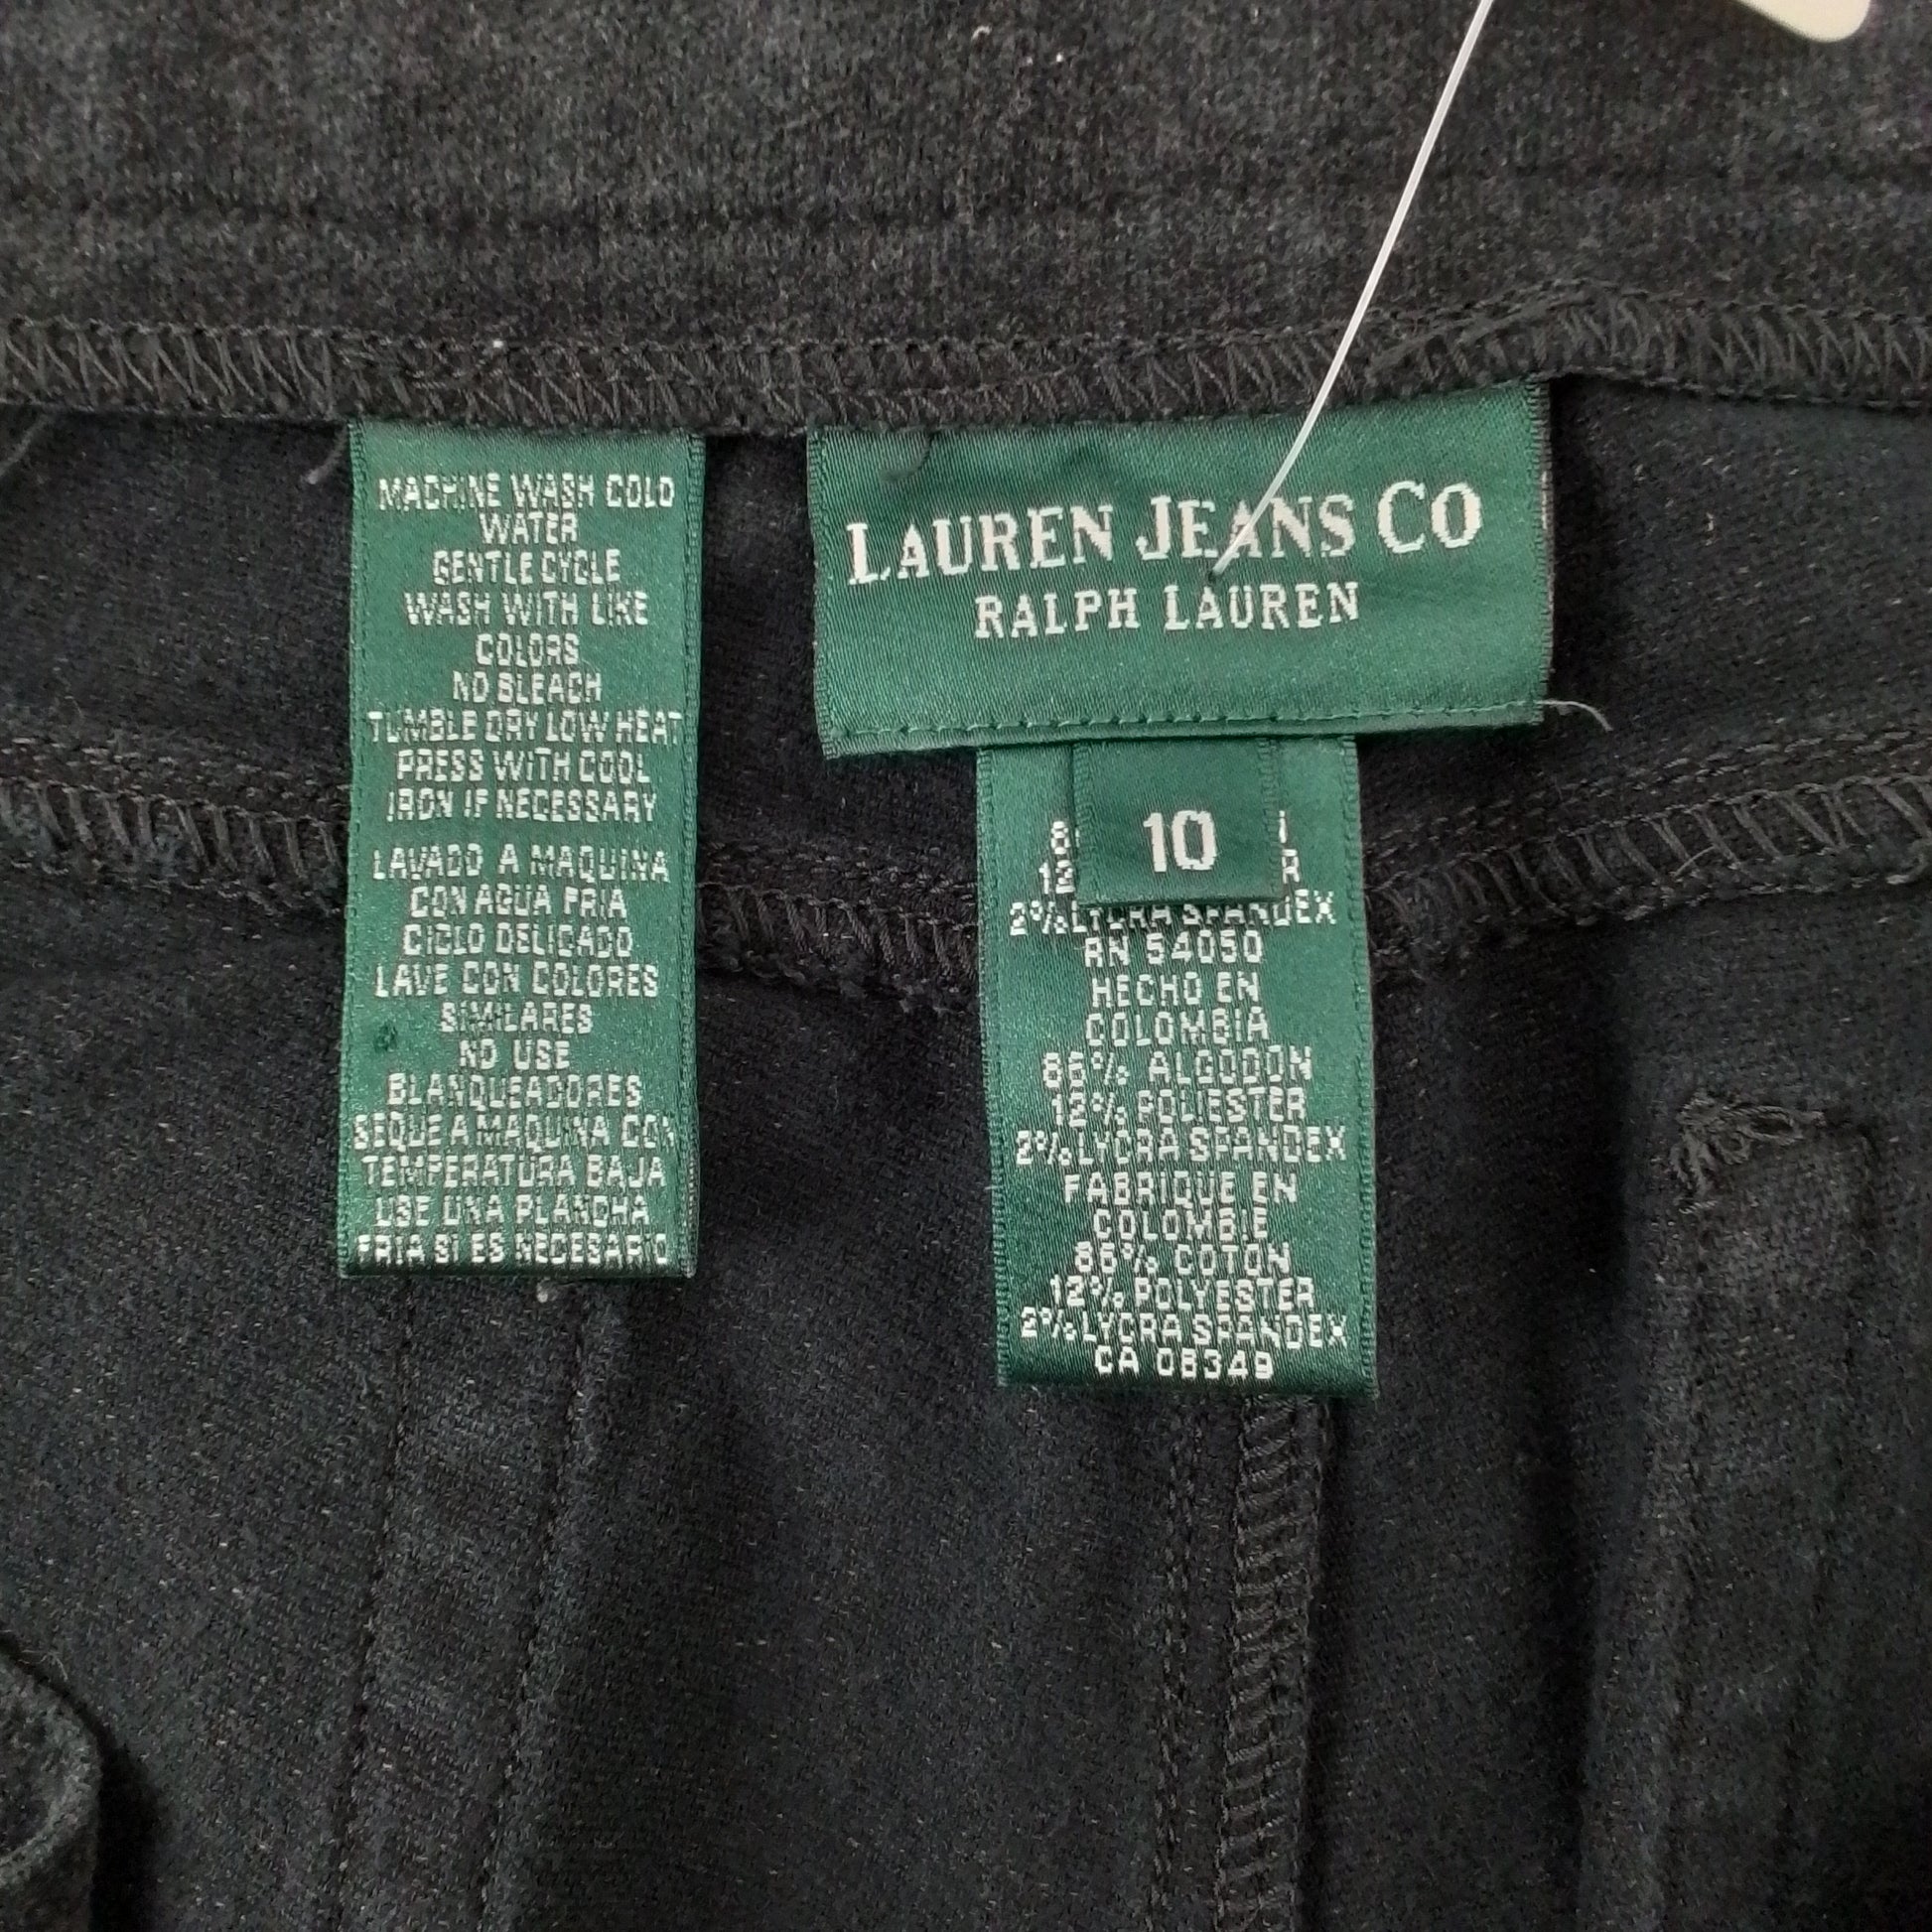 MACHINE WASH COLD
WATER
GENTLE CYCLE
WASH WITH LIKE
COLORS
NO BLEACH
TUMBLE DRY LOW HEAT
PRESS WITH COOL
IRON IF NECESSARY
LAVADO A MAQUINA
CON AGUA FRIA
CICLO DELICADO
LAVE CON COLORES
SIMILARES
NO USE
BLANQUEADORES
SEQUE A MAQUINA CON
TEMPERATURA BAJA
USE UNA PLANCHA
FRIA SI ES NECESARIO
LAUREN JEANS CO
RALPH LAUREN
10
12
2% LYCRA SPANDEX
RN 54050
HECHO EN
COLOMBIA
86% ALGODON
12% POLIESTER
2% LYCRA SPANDEX
FABRIQUE EN
COLOMBIE
86% COTON
12% POLYESTER
2% LYCRA SPANDEX
CA 08349